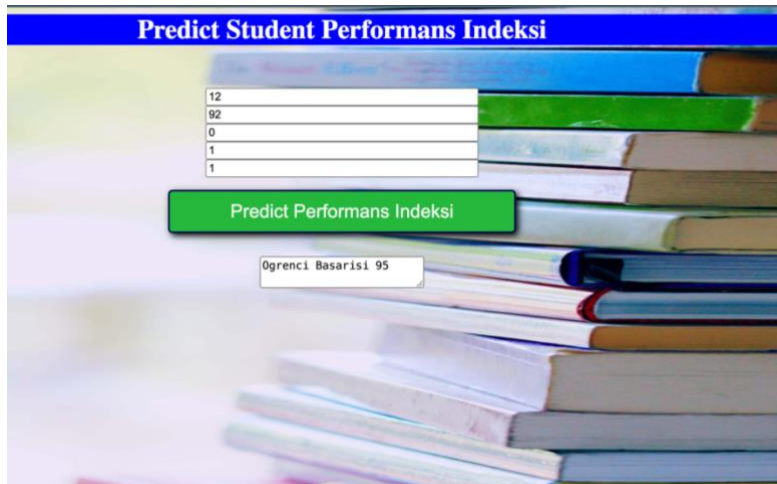 Predict Student Performans Indeksi
12
92
0
1
1
Predict Performans Indeksi
Ogrenci Basarisi 95